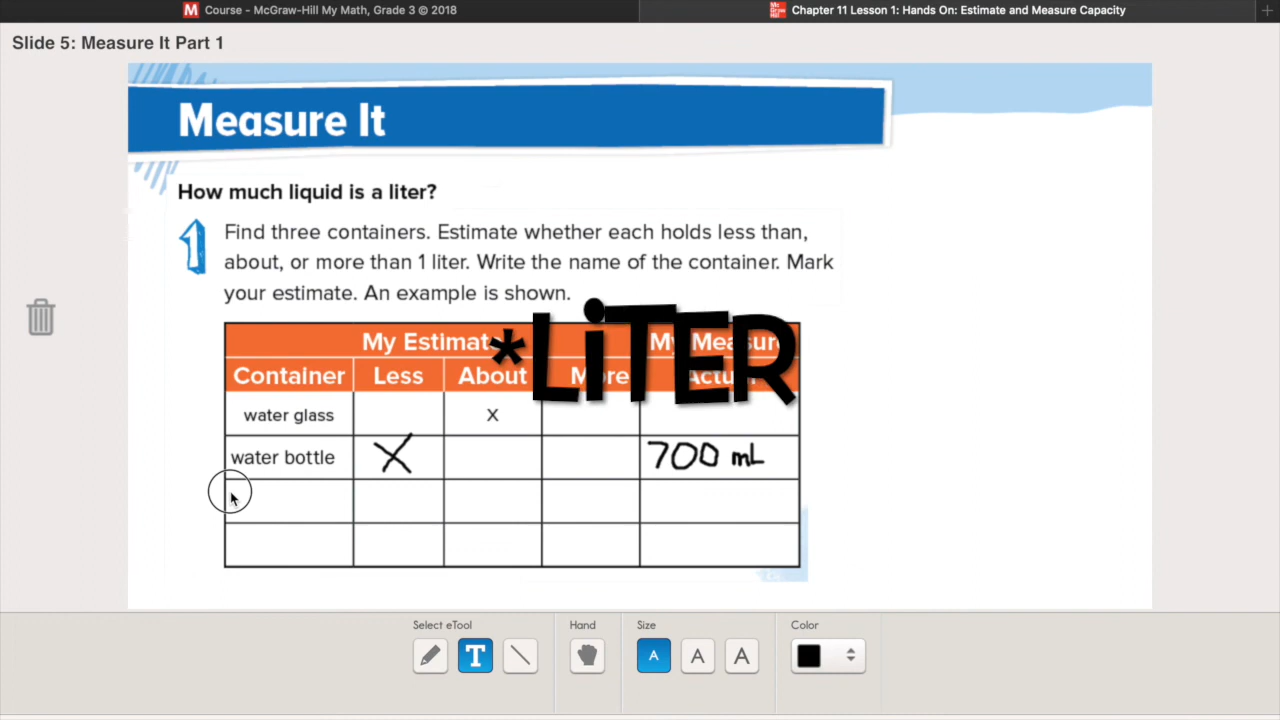 Course - McGraw-Hill My Math, Grade 3 © 2018
Chapter 11 Lesson 1: Hands On: Estimate and Measure Capacity
Slide 5: Measure It Part 1
Measure It
How much liquid is a liter?
1 Find three containers. Estimate whether each holds less than,
about, or more than 1 liter. Write the name of the container. Mark
your estimate. An example is shown.
*LiTER
My Estimat My Measur
Container Less About More Actu
water glass X
water bottle X 700 mL
Select eTool Hand Size Color
T A A A